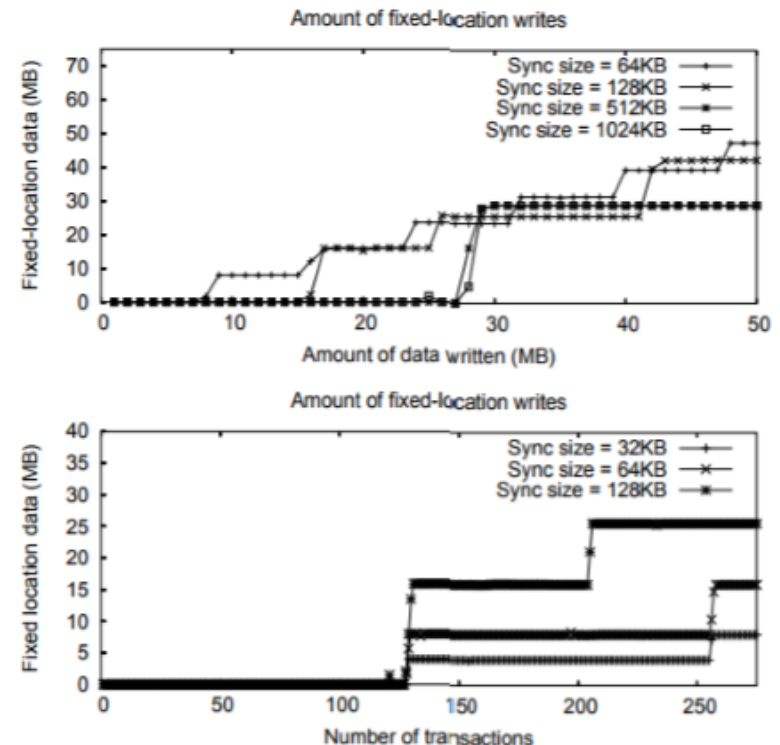 Amount of fixed-location writes
Fixed-location data (MB)
70
60
50
40
30
20
10
0
Sync size = 64KB
Sync size = 128KB
Sync size = 512KB
Sync size = 1024KB
0 10 20 30 40 50
Amount of data written (MB)
Amount of fixed-location writes
Fixed location data (MB)
40
35
30
25
20
15
10
5
0
Sync size = 32KB
Sync size = 64KB
Sync size = 128KB
0 50 100 150 200 250
Number of transactions